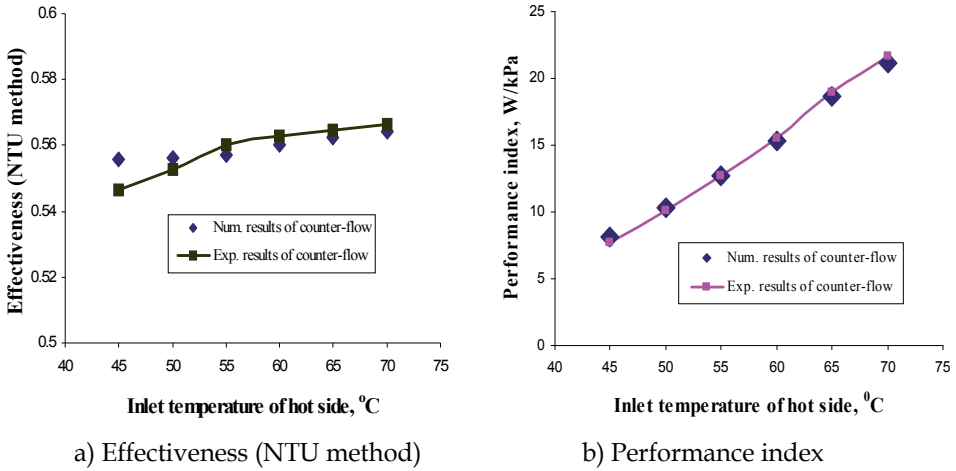 Effectiveness (NTU method)
0.6
0.58
0.56
0.54
0.52
0.5
Num. results of counter-flow
Exp. results of counter-flow
40 45 50 55 60 65 70 75
Inlet temperature of hot side, ⁰C
a) Effectiveness (NTU method)
Performance index, W/kPa
25
20
15
10
5
0
Num. results of counter-flow
Exp. results of counter-flow
40 45 50 55 60 65 70 75
Inlet temperature of hot side, ⁰C
b) Performance index